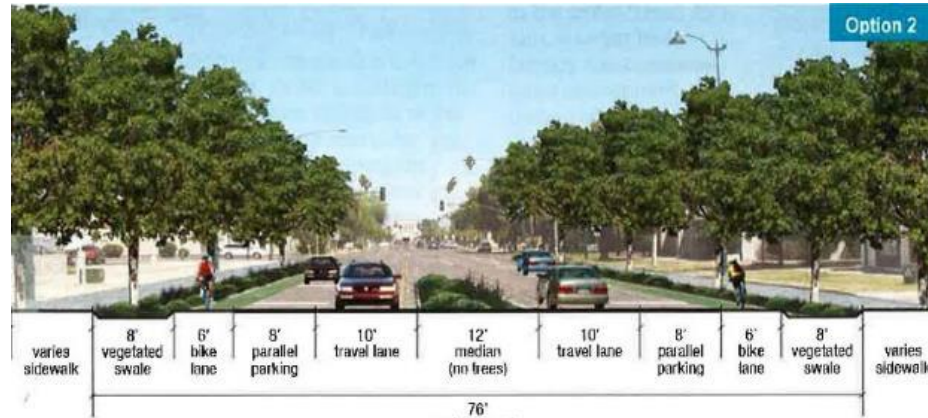 Option 2
8' 6' 8' 10' 12' 10' 8' 6' 8'
varies vegetated bike parallel travel lane median travel lane parallel bike vegetated varies
sidewalk swale lane parking (no trees) parking lane swale sidewalk
76'